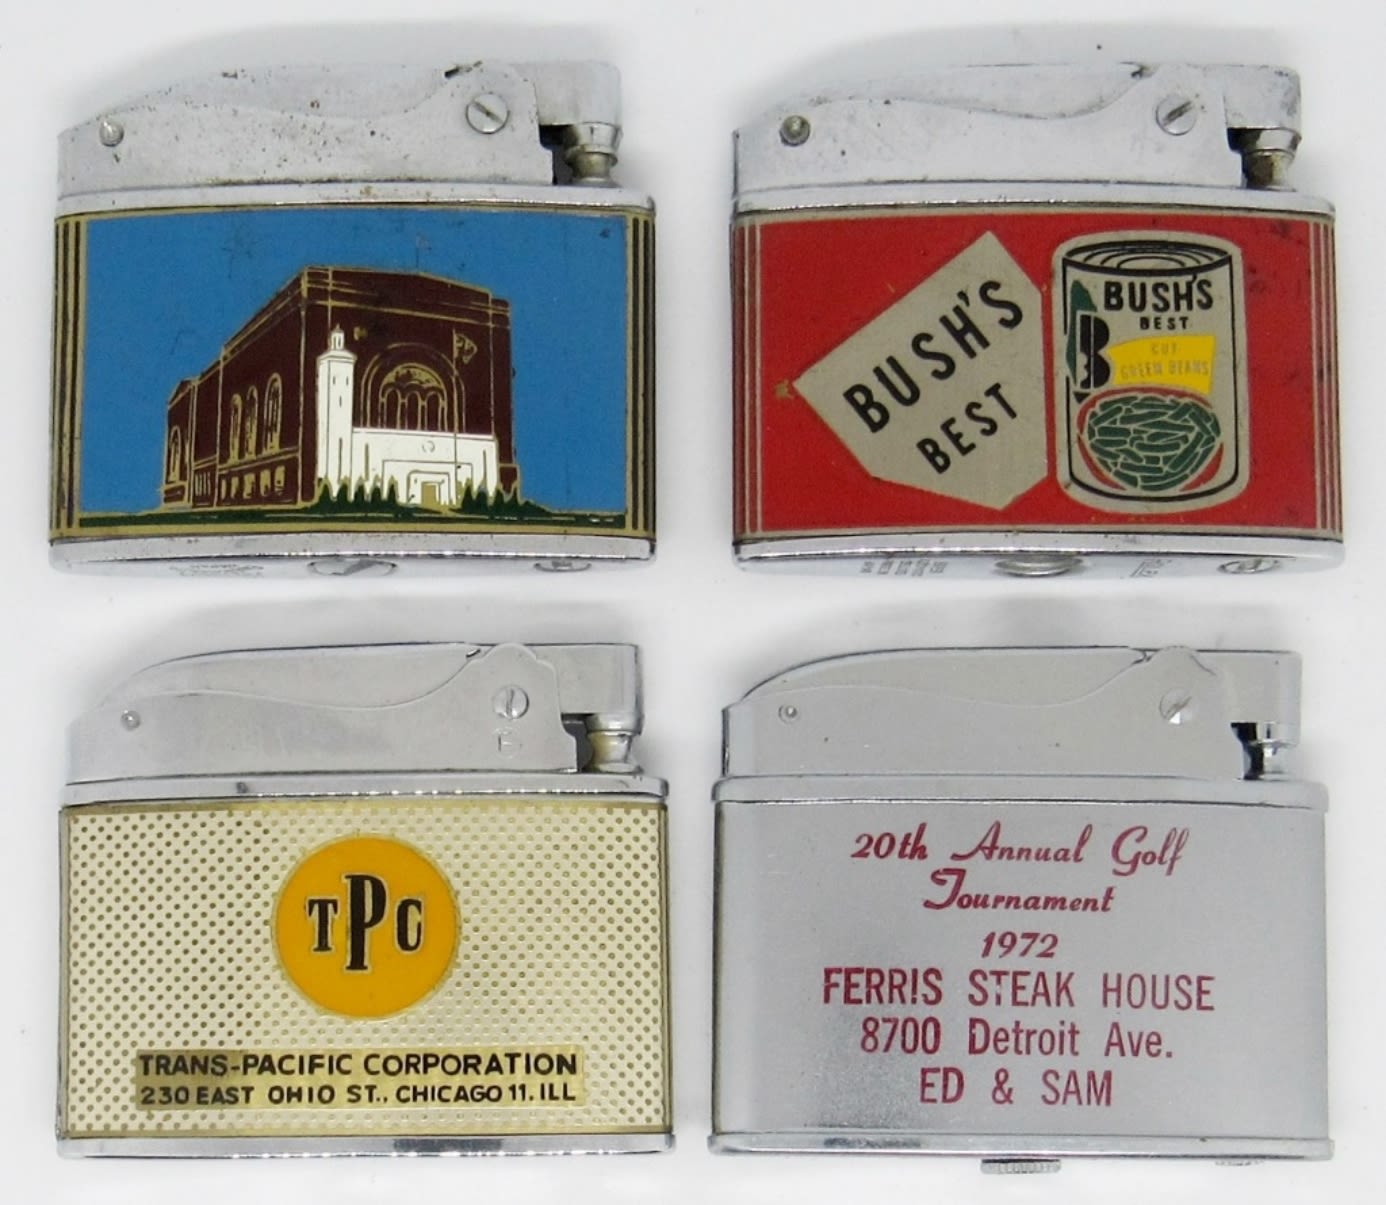 BUSH'S
BEST
BUSH'S
BEST
CUT
GREEN BEANS
TPC
TRANS-PACIFIC CORPORATION
230 EAST OHIO ST., CHICAGO 11. ILL
20th Annual Golf
Tournament
1972
FERRIS STEAK HOUSE
8700 Detroit Ave.
ED & SAM